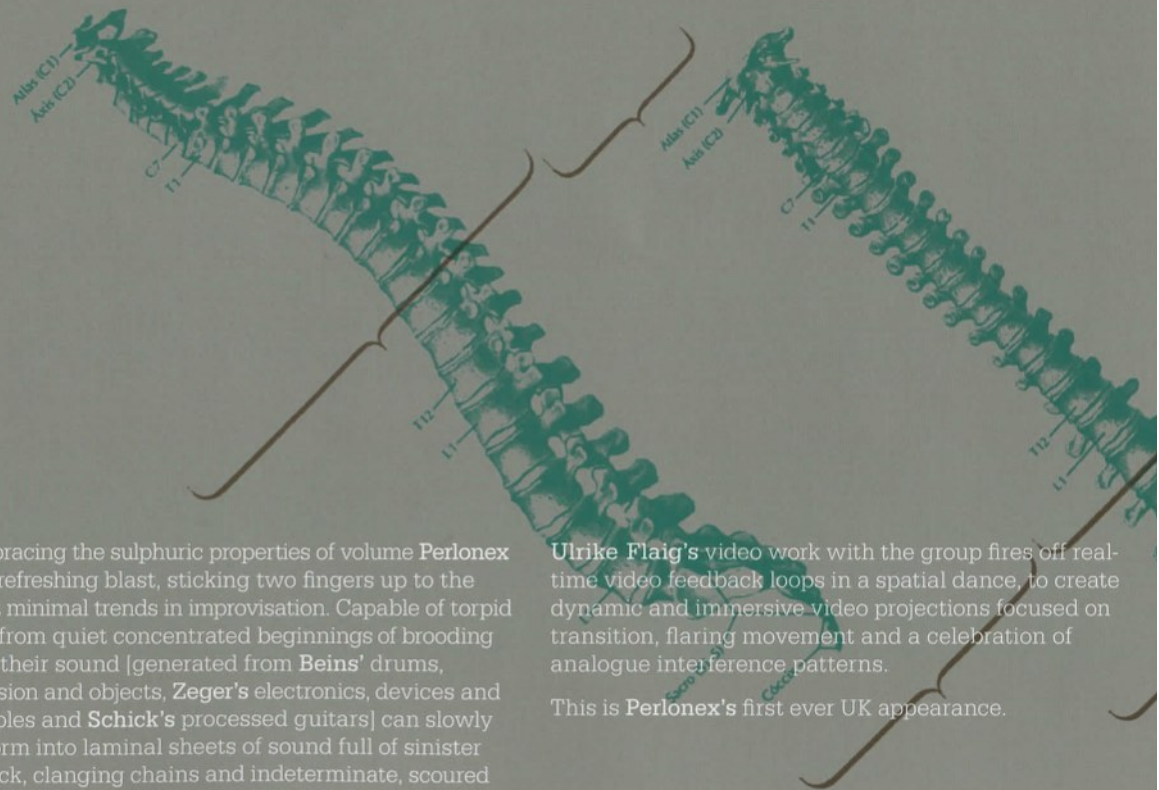 Atlas (C1)
Áxis (C2)
C7
T1
T12
L1
Atlas (C1)
Áxis (C2)
C7
T1
T12
L1
bracing the sulphuric properties of volume Perlonex
refreshing blast, sticking two fingers up to the
minimal trends in improvisation. Capable of torpid
from quiet concentrated beginnings of brooding
their sound [generated from Beins' drums,
sion and objects, Zeger's electronics, devices and
bles and Schick's processed guitars] can slowly
rm into laminal sheets of sound full of sinister
ck, clanging chains and indeterminate, scoured
Ulrike Flaig's video work with the group fires off real-
time video feedback loops in a spatial dance, to create
dynamic and immersive video projections focused on
transition, flaring movement and a celebration of
analogue interference patterns.
This is Perlonex's first ever UK appearance.
Sacro
Cóccix